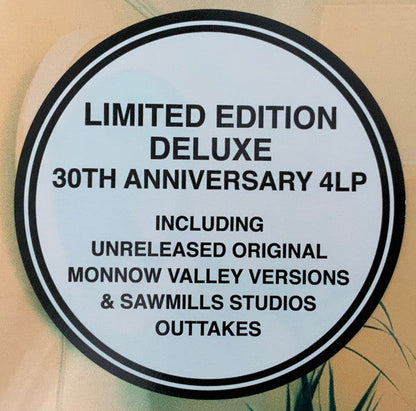 LIMITED EDITION
DELUXE
30TH ANNIVERSARY 4LP
INCLUDING
UNRELEASED ORIGINAL
MONNOW VALLEY VERSIONS
& SAWMILLS STUDIOS
OUTTAKES